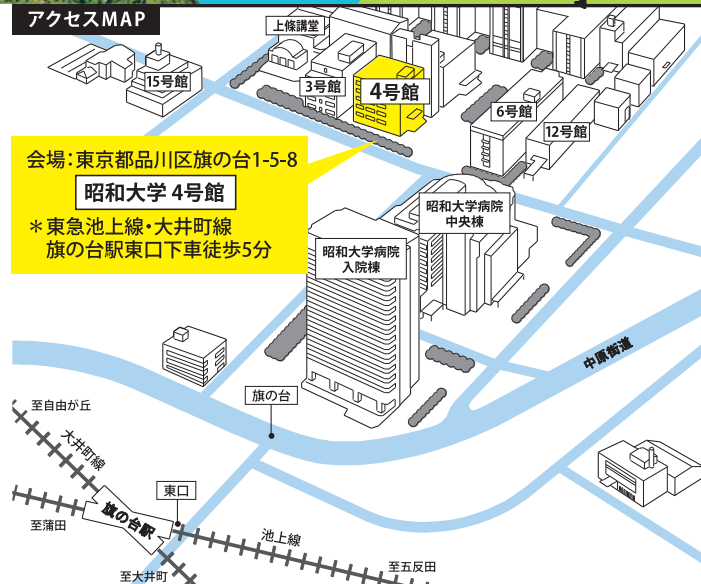 アクセスMAP
上條講堂
15号館
3号館
4号館
6号館
12号館
会場：東京都品川区旗の台1-5-8
昭和大学 4号館
＊東急池上線・大井町線
旗の台駅東口下車徒歩5分
昭和大学病院
中央棟
昭和大学病院
入院棟
中原街道
旗の台
至自由が丘
大井町線
東口
旗の台駅
至蒲田
池上線
至五反田
至大井町